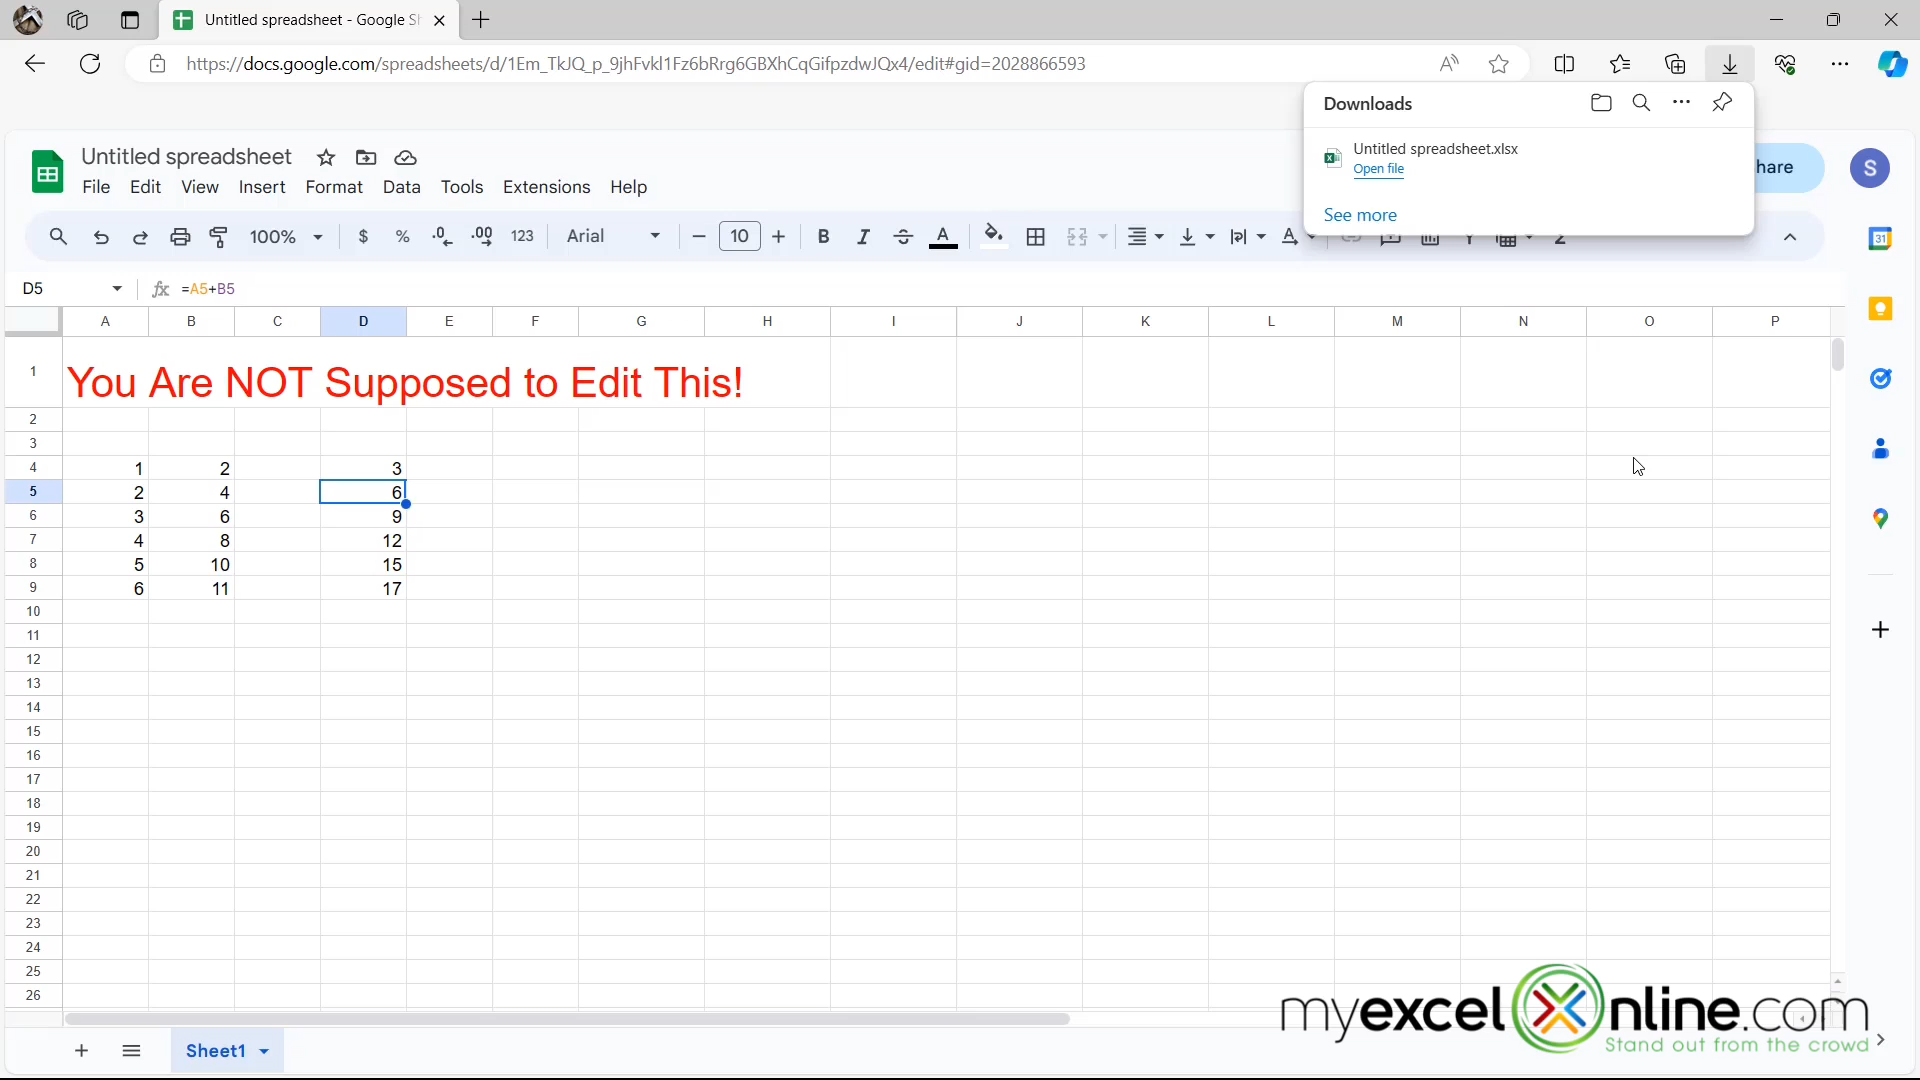 Untitled spreadsheet - Google Sh
https://docs.google.com/spreadsheets/d/1Em_TkJQ_p_9jhFvkl1Fz6bRrg6GBXhCqGifpzdwJQx4/edit#gid=2028866593
Downloads
Untitled spreadsheet.xlsx
Open file
See more
Untitled spreadsheet
hare
S
File Edit View Insert Format Data Tools Extensions Help
100% $ % .0 .00 123 Arial 10 B I S A
31
D5 fx =A5+B5
A B C D E F G H I J K L M N O P
1 You Are NOT Supposed to Edit This!
2
3
4 1 2 3
5 2 4 6
6 3 6 9
7 4 8 12
8 5 10 15
9 6 11 17
10
11
12
13
14
15
16
17
18
19
20
21
22
23
24
25
26
myexcelOnline.com
Stand out from the crowd
Sheet1